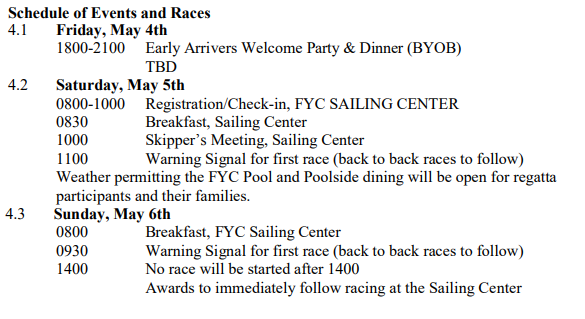 Schedule of Events and Races
4.1 Friday, May 4th
1800-2100 Early Arrivers Welcome Party & Dinner (BYOB)
TBD
4.2 Saturday, May 5th
0800-1000 Registration/Check-in, FYC SAILING CENTER
0830 Breakfast, Sailing Center
1000 Skipper's Meeting, Sailing Center
1100 Warning Signal for first race (back to back races to follow)
Weather permitting the FYC Pool and Poolside dining will be open for regatta
participants and their families.
4.3 Sunday, May 6th
0800 Breakfast, FYC Sailing Center
0930 Warning Signal for first race (back to back races to follow)
1400 No race will be started after 1400
Awards to immediately follow racing at the Sailing Center